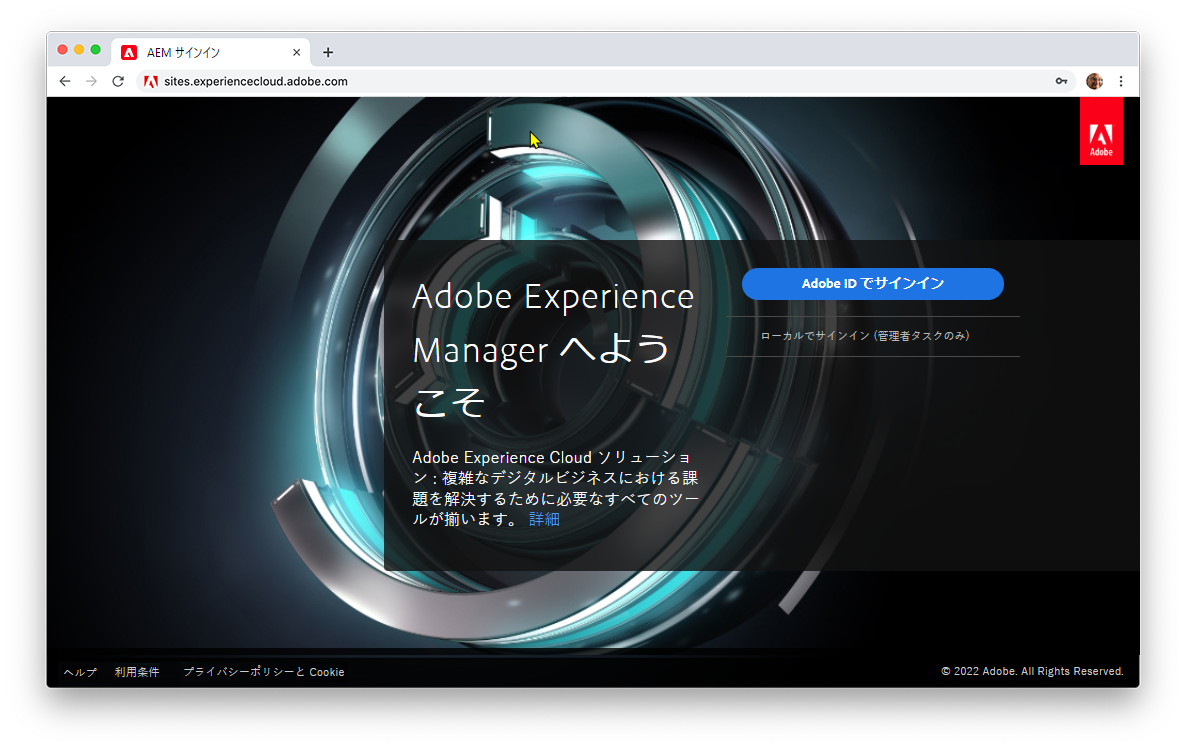 AEM サインイン
sites.experiencecloud.adobe.com
Adobe
Adobe Experience
Manager へよう
こそ
Adobe Experience Cloud ソリューショ
ン : 複雑なデジタルビジネスにおける課
題を解決するために必要なすべてのツー
ルが揃います。 詳細
Adobe ID でサインイン
ローカルでサインイン (管理者タスクのみ)
ヘルプ 利用条件 プライバシーポリシーと Cookie
© 2022 Adobe. All Rights Reserved.